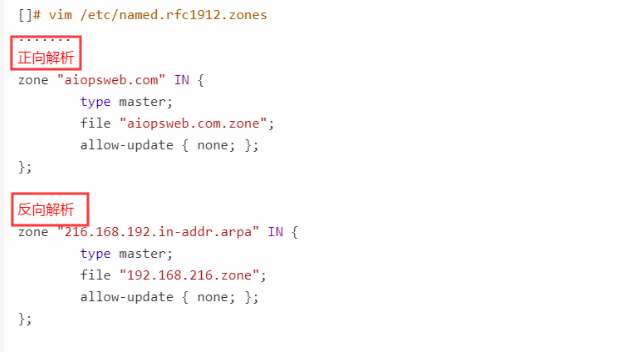 []# vim /etc/named.rfc1912.zones
.......
正向解析
zone "aiopsweb.com" IN {
type master;
file "aiopsweb.com.zone";
allow-update { none; };
};
反向解析
zone "216.168.192.in-addr.arpa" IN {
type master;
file "192.168.216.zone";
allow-update { none; };
};